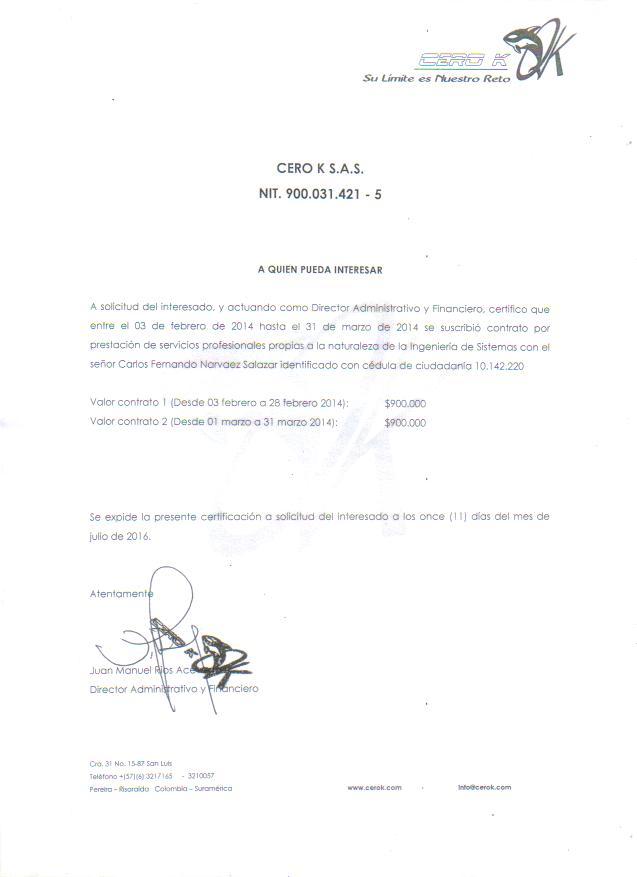 CERO K
Su Límite es Nuestro Reto
CERO K S.A.S.
NIT. 900.031.421 - 5
A QUIEN PUEDA INTERESAR
A solicitud del interesado, y actuando como Director Administrativo y Financiero, certifico que
entre el 03 de febrero de 2014 hasta el 31 de marzo de 2014 se suscribió contrato por
prestación de servicios profesionales propias a la naturaleza de la Ingeniería de Sistemas con el
señor Carlos Fernando Narvaez Salazar identificado con cédula de ciudadanía 10.142.220
Valor contrato 1 (Desde 03 febrero a 28 febrero 2014): $900.000
Valor contrato 2 (Desde 01 marzo a 31 marzo 2014): $900.000
Se expide la presente certificación a solicitud del interesado a los once (11) días del mes de
julio de 2016.
Atentamente
Juan Manuel Ríos
Director Administrativo y Financiero
Cra. 31 No. 15-87 San Luis
Teléfono +(57)(6)3217165 - 3210057
Pereira – Risaralda Colombia – Suramérica
www.cerok.com - info@cerok.com